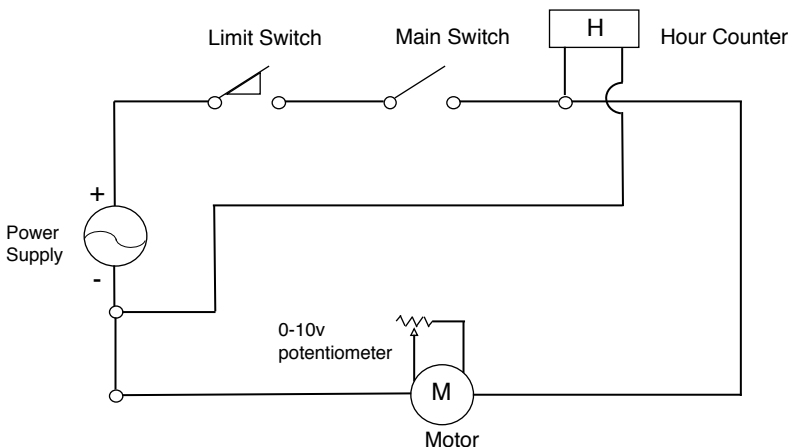 H
Limit Switch
Main Switch
Hour Counter
+
Power
Supply
-
0-10v
potentiometer
M
Motor